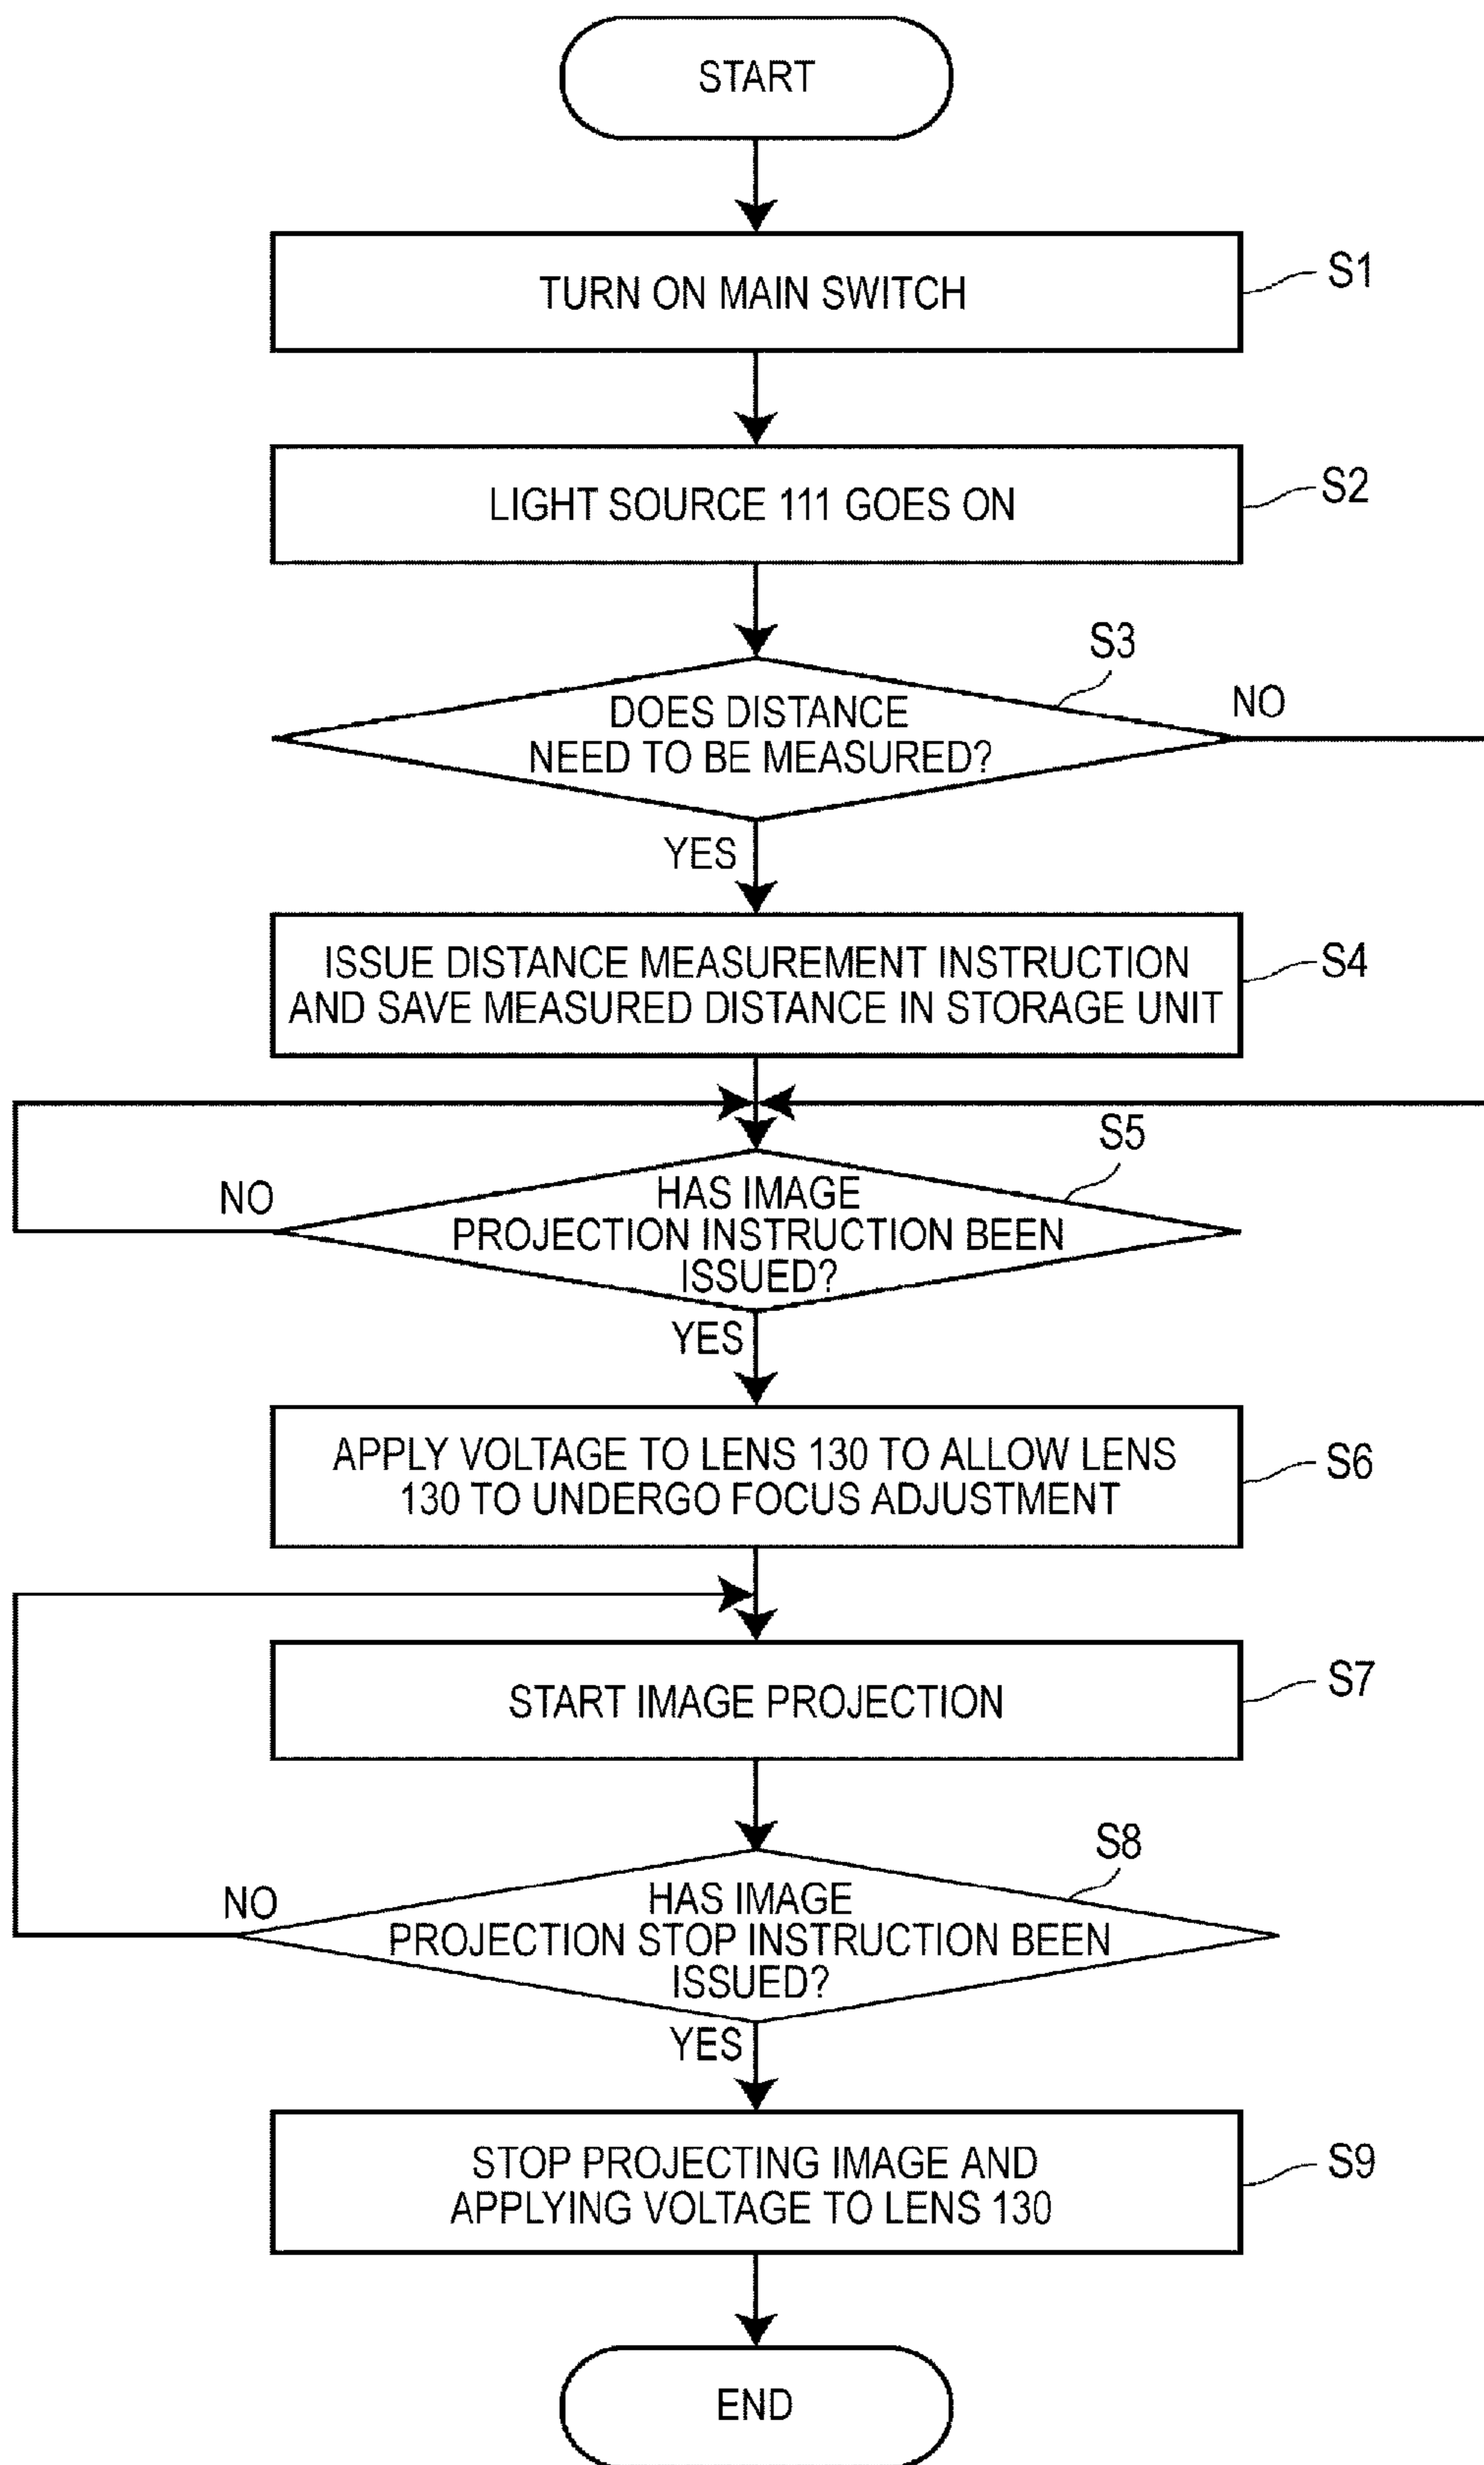 START
TURN ON MAIN SWITCH
S1
LIGHT SOURCE 111 GOES ON
S2
S3
DOES DISTANCE
NEED TO BE MEASURED?
NO
YES
ISSUE DISTANCE MEASUREMENT INSTRUCTION
AND SAVE MEASURED DISTANCE IN STORAGE UNIT
S4
S5
HAS IMAGE
PROJECTION INSTRUCTION BEEN
ISSUED?
NO
YES
APPLY VOLTAGE TO LENS 130 TO ALLOW LENS
130 TO UNDERGO FOCUS ADJUSTMENT
S6
START IMAGE PROJECTION
S7
S8
HAS IMAGE
PROJECTION STOP INSTRUCTION BEEN
ISSUED?
NO
YES
STOP PROJECTING IMAGE AND
APPLYING VOLTAGE TO LENS 130
S9
END